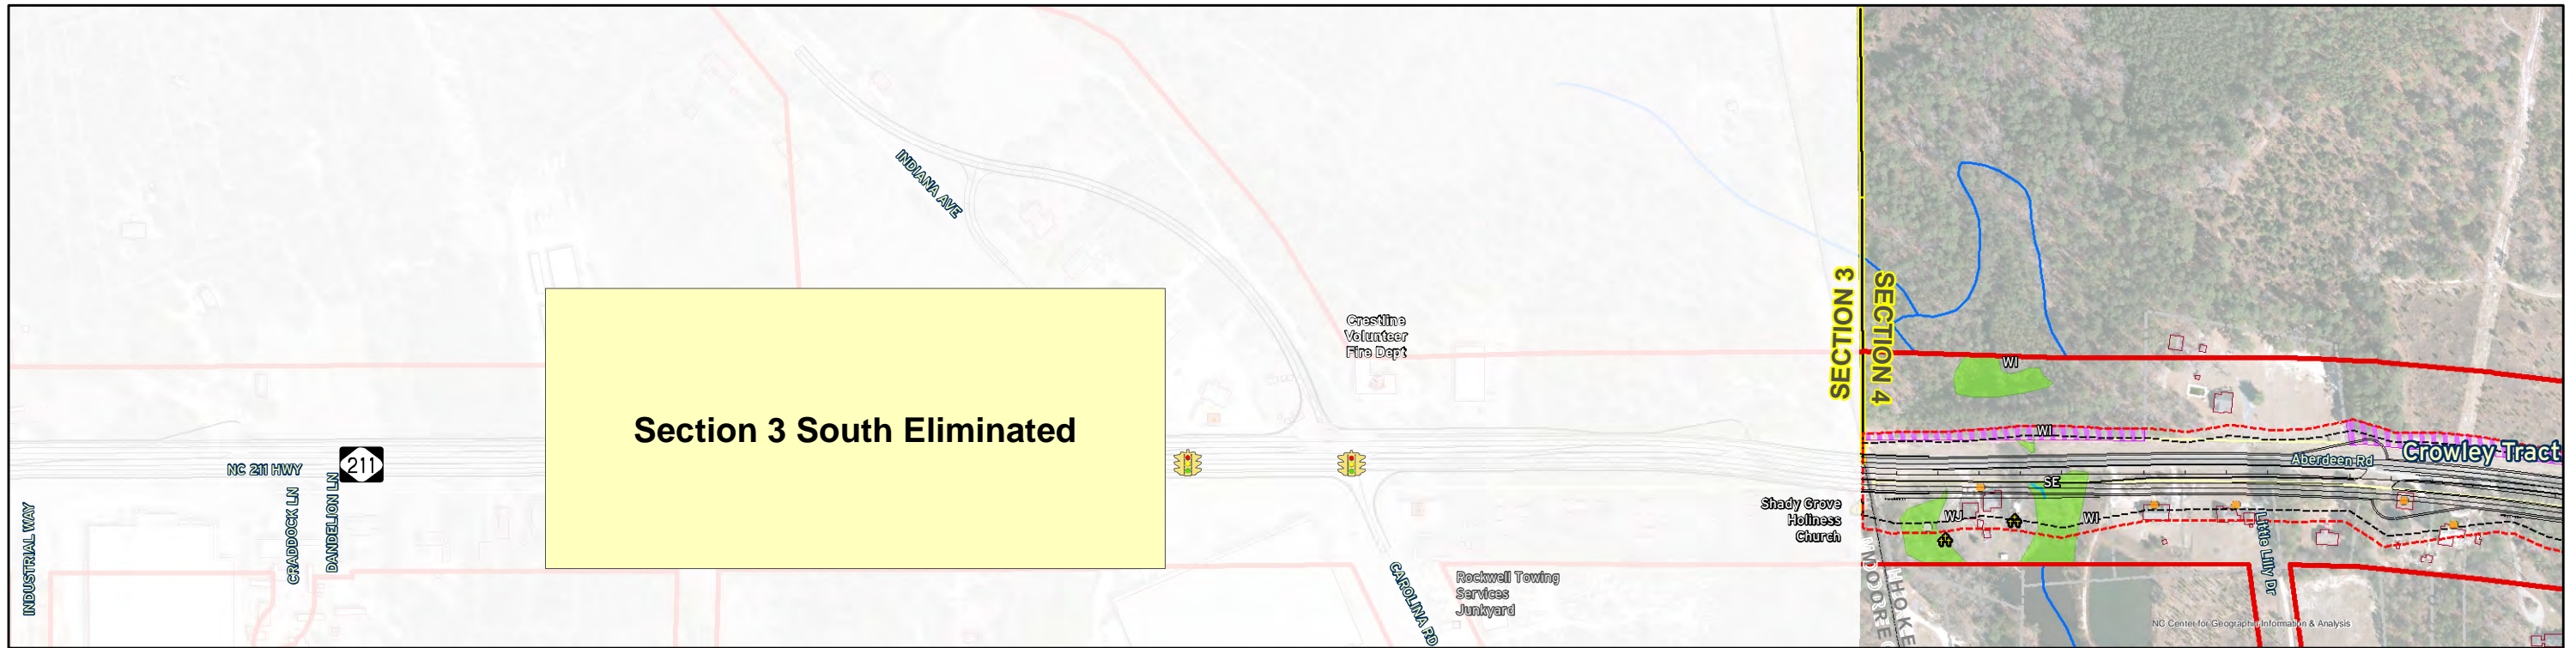 INDIANA AVE
Crestline
Volunteer
Fire Dept
SECTION 3
SECTION 4
Section 3 South Eliminated
NC 211 HWY
211
INDUSTRIAL WAY
CRADDOCK LN
DANDELION LN
CAROLINA RD
Rockwell Towing
Services
Junkyard
Shady Grove
Holiness
Church
WI
WI
Aberdeen Rd
Crowley Tract
SE
WJ
WI
Little Lilly Dr
HOKE
MOORE
NC Center for Geographic Information & Analysis